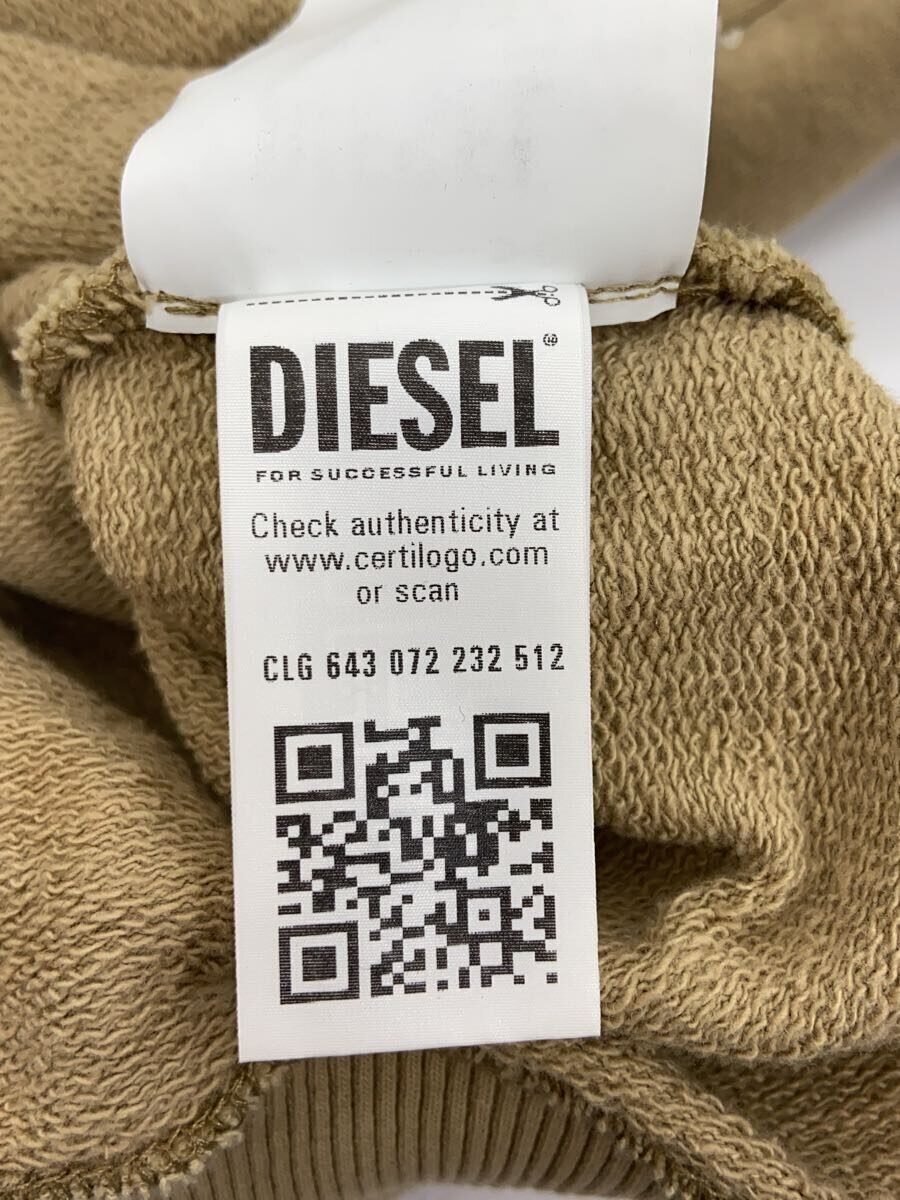 DIESEL
FOR SUCCESSFUL LIVING
Check authenticity at
www.certilogo.com
or scan
CLG 643 072 232 512